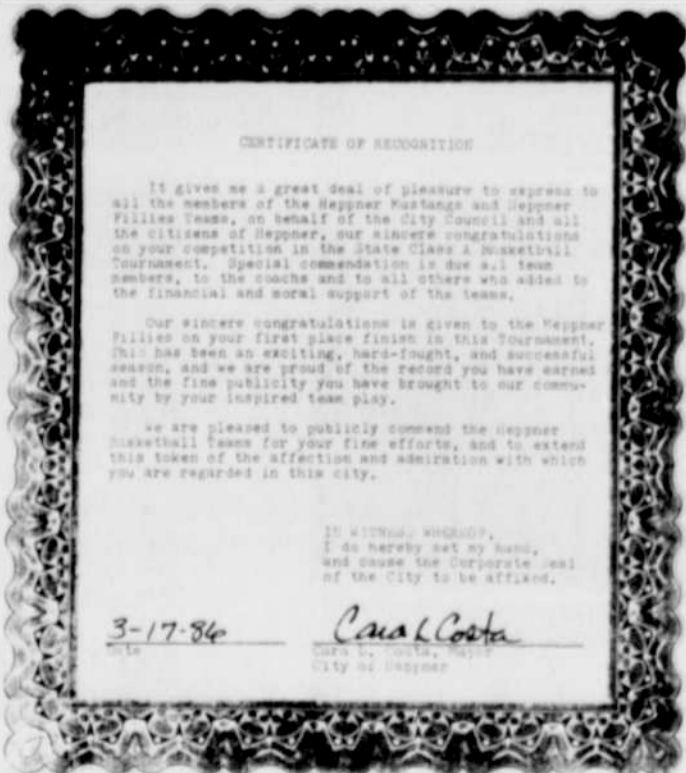 CERTIFICATE OF RECOGNITION
It gives me a great deal of pleasure to express to
all the members of the Heppner Mustangs and Heppner
Fillies Teams, on behalf of the City Council and all
the citizens of Heppner, our sincere congratulations
on your competition in the State Class A Basketball
Tournament. Special commendation is due all team
members, to the coachs and to all others who added to
the financial and moral support of the teams.
Our sincere congratulations is given to the Heppner
Fillies on your first place finish in this Tournament.
This has been an exciting, hard-fought, and successful
season, and we are proud of the record you have earned
and the fine publicity you have brought to our commu-
nity by your inspired team play.
We are pleased to publicly commend the Heppner
Basketball Teams for your fine efforts, and to extend
this token of the affection and admiration with which
you are regarded in this city.
IN WITNESS WHEREOF,
I do hereby set my hand,
and cause the Corporate Seal
of the City to be affixed.
3-17-86 Cara L Costa
Date Cara L. Costa, Mayor
City of Heppner